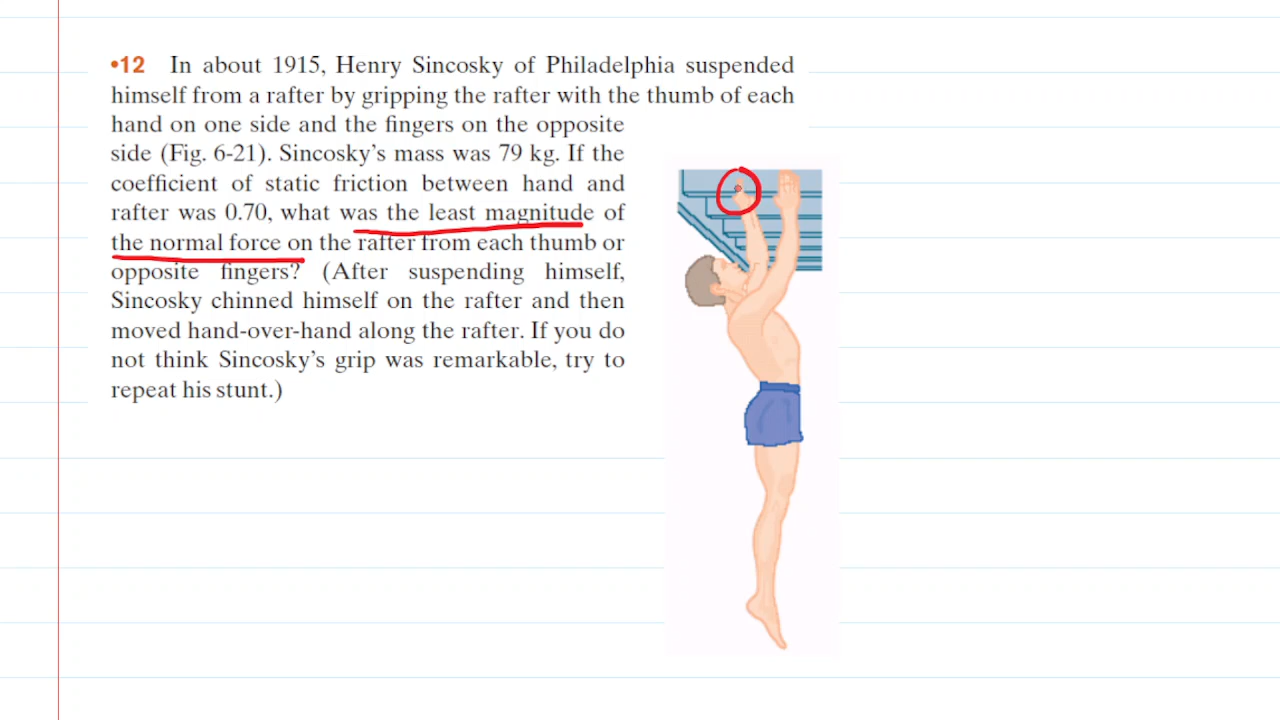 •12 In about 1915, Henry Sincosky of Philadelphia suspended
himself from a rafter by gripping the rafter with the thumb of each
hand on one side and the fingers on the opposite
side (Fig. 6-21). Sincosky's mass was 79 kg. If the
coefficient of static friction between hand and
rafter was 0.70, what was the least magnitude of
the normal force on the rafter from each thumb or
opposite fingers? (After suspending himself,
Sincosky chinned himself on the rafter and then
moved hand-over-hand along the rafter. If you do
not think Sincosky's grip was remarkable, try to
repeat his stunt.)